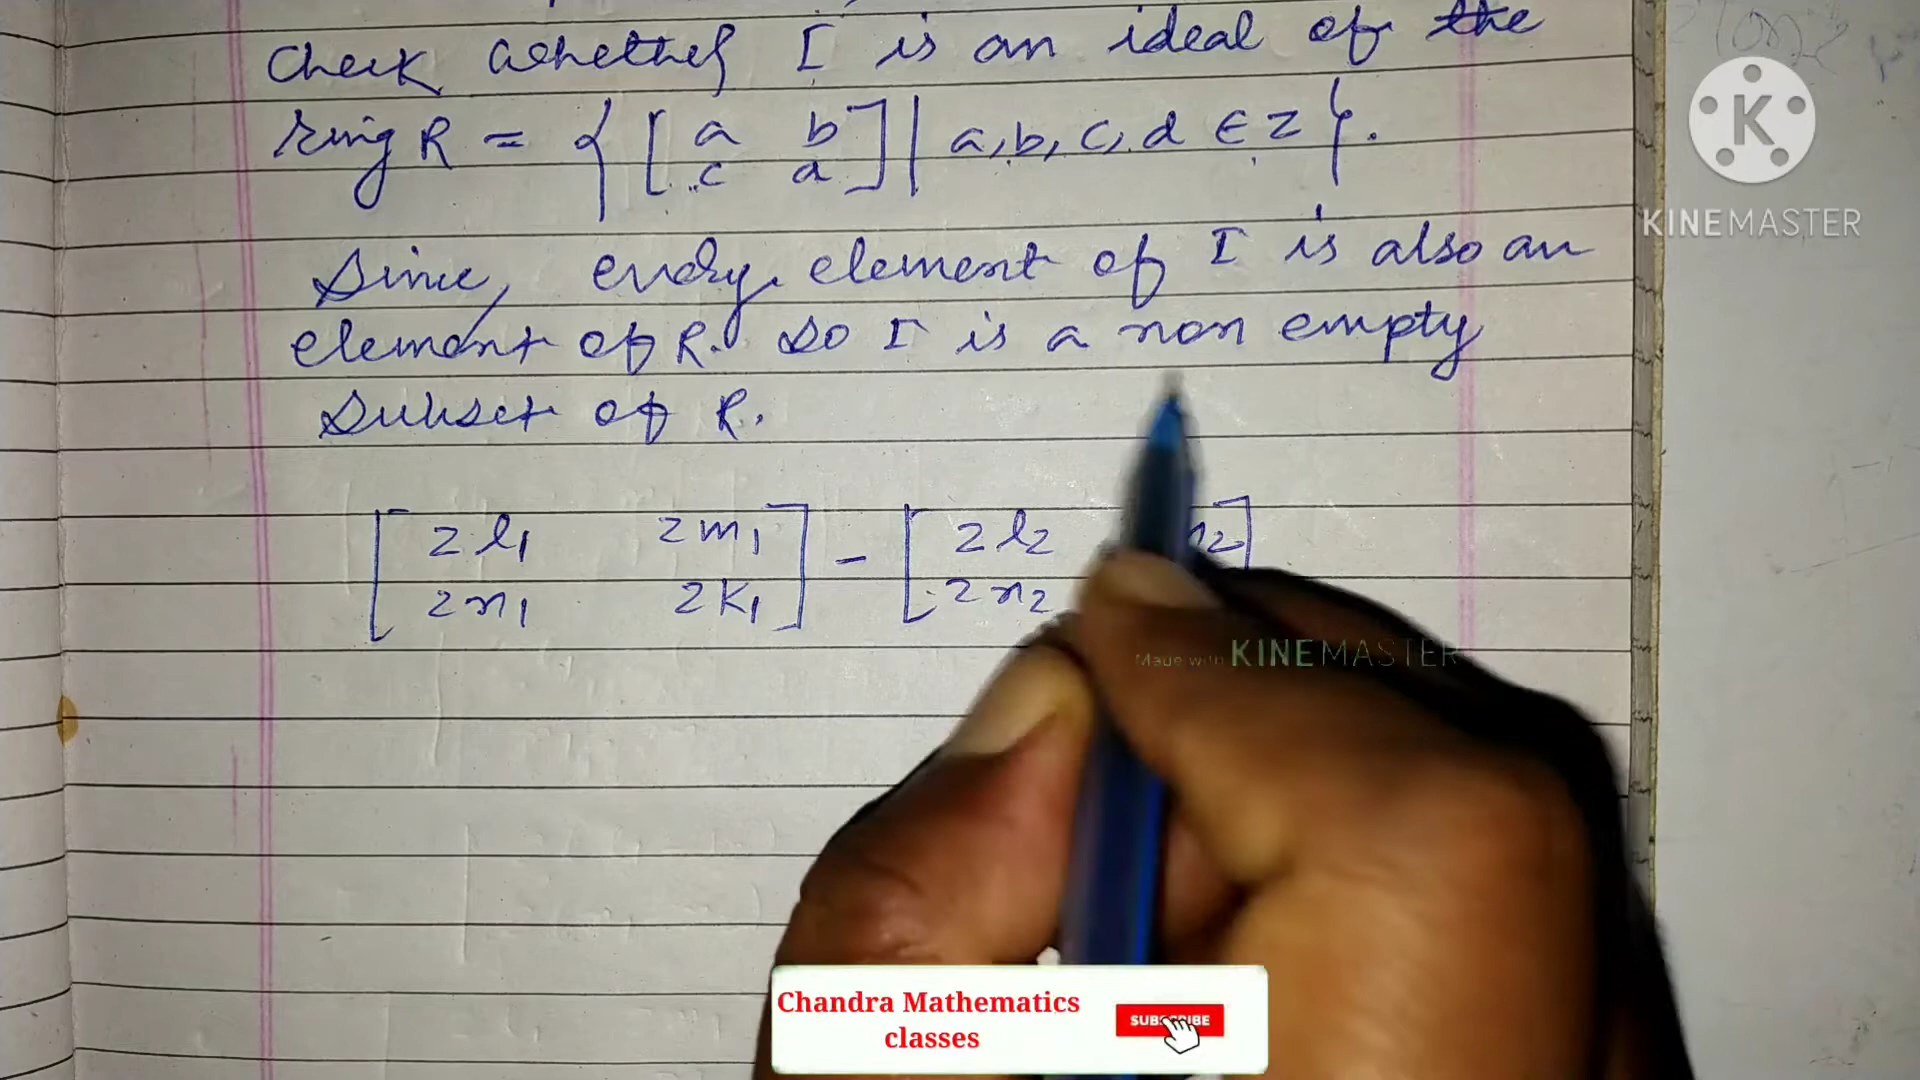 Check whether I is an ideal of the
ring R = { [ a b
c d ] | a, b, c, d ∈ Z }.
Since, every element of I is also an
element of R. So I is a non empty
subset of R.
[ 2l₁ 2m₁
2n₁ 2k₁ ] - [ 2l₂
2n₂ ]
K
KINEMASTER
Made with KINEMASTER
Chandra Mathematics
classes
SUBSCRIBE